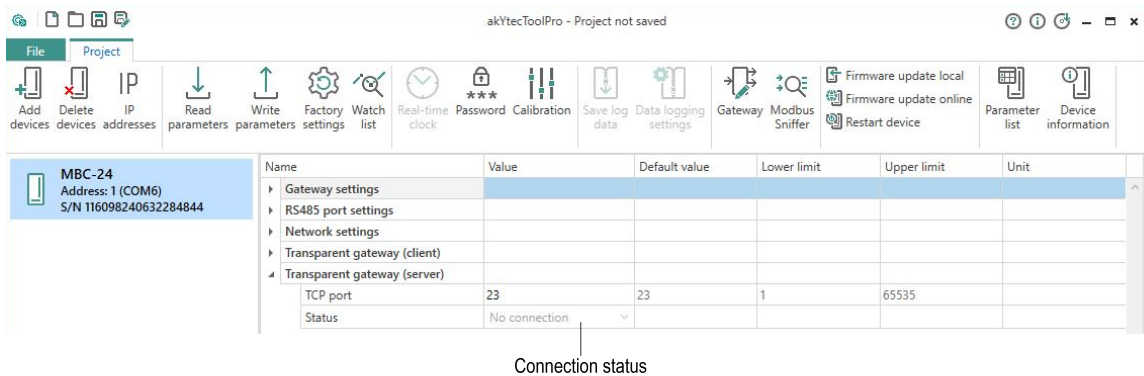 akYtecToolPro - Project not saved
File Project
Add devices
Delete devices
IP addresses
Read parameters
Write parameters
Factory settings
Watch list
Real-time clock
Password
Calibration
Save log data
Data logging settings
Gateway
Modbus Sniffer
Firmware update local
Firmware update online
Restart device
Parameter list
Device information
MBC-24
Address: 1 (COM6)
S/N 116098240632284844
Name Value Default value Lower limit Upper limit Unit
Gateway settings
RS485 port settings
Network settings
Transparent gateway (client)
Transparent gateway (server)
TCP port 23 23 1 65535
Status No connection
Connection status